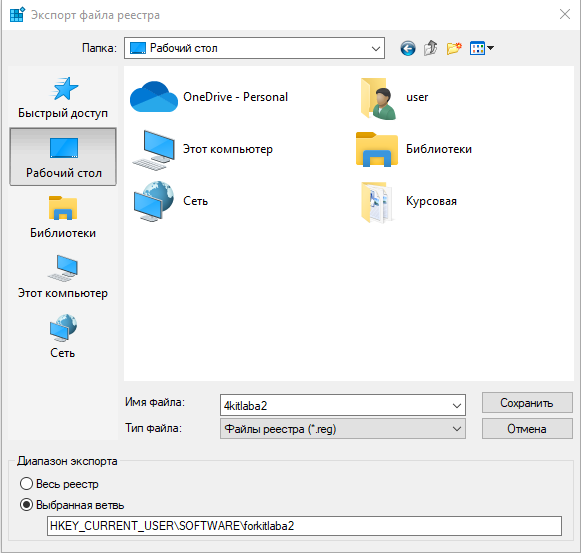 Экспорт файла реестра
Папка: Рабочий стол
Быстрый доступ
Рабочий стол
Библиотеки
Этот компьютер
Сеть
OneDrive - Personal
user
Этот компьютер
Библиотеки
Сеть
Курсовая
Имя файла: 4kitlaba2 Сохранить
Тип файла: Файлы реестра (*.reg) Отмена
Диапазон экспорта
Весь реестр
Выбранная ветвь
HKEY_CURRENT_USER\SOFTWARE\forkitlaba2